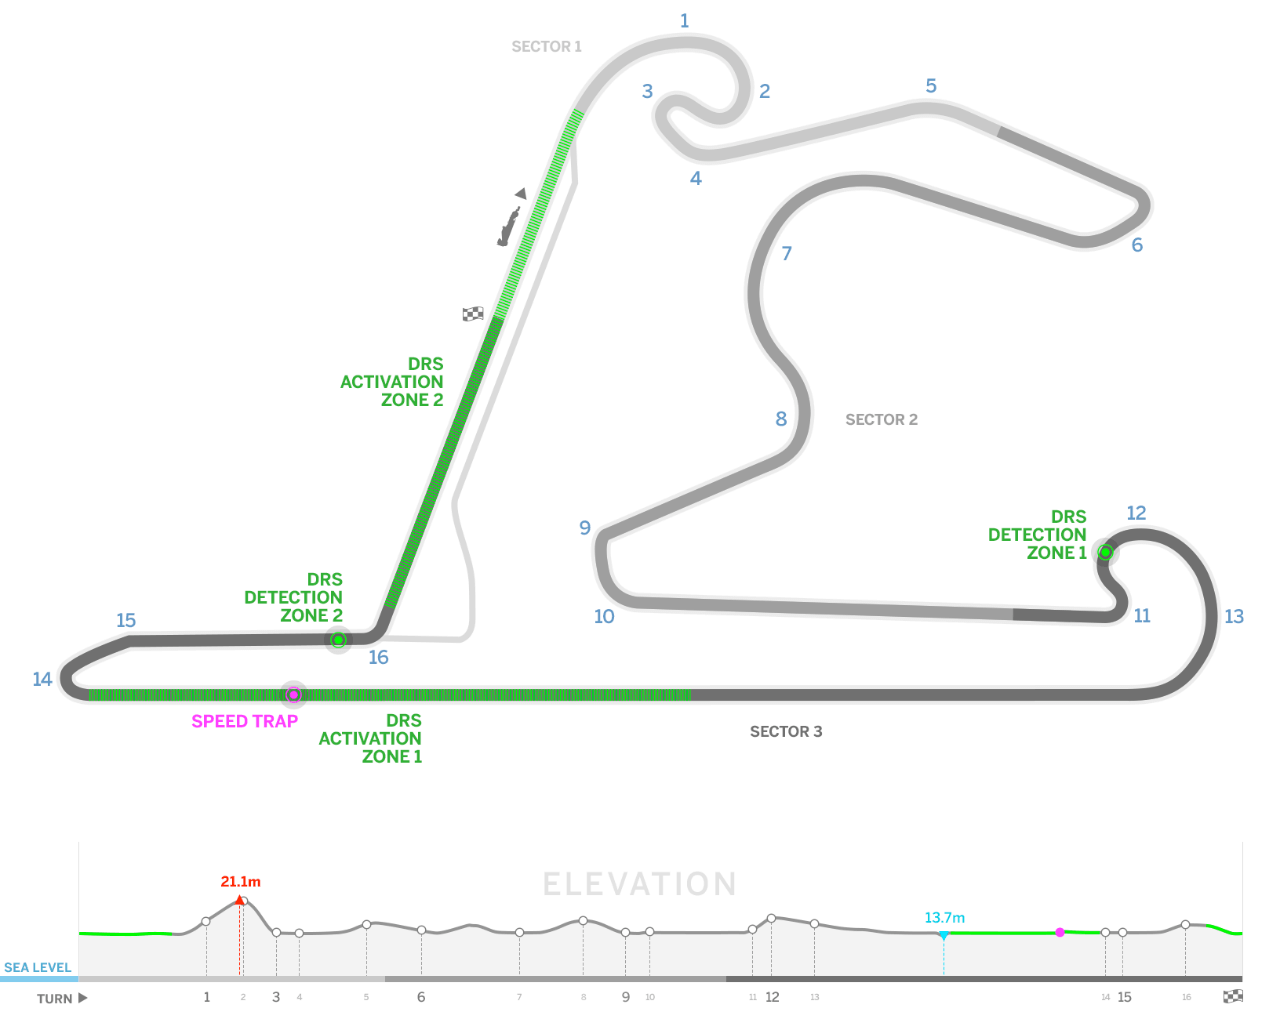 1
SECTOR 1
5
3
2
4
6
7
DRS
ACTIVATION
ZONE 2
8
SECTOR 2
9
12
DRS
DETECTION
ZONE 1
DRS
DETECTION
ZONE 2
10
11
13
15
16
14
SPEED TRAP
DRS
ACTIVATION
ZONE 1
SECTOR 3
ELEVATION
21.1m
13.7m
SEA LEVEL
TURN 1 2 3 4 5 6 7 8 9 10 11 12 13 14 15 16